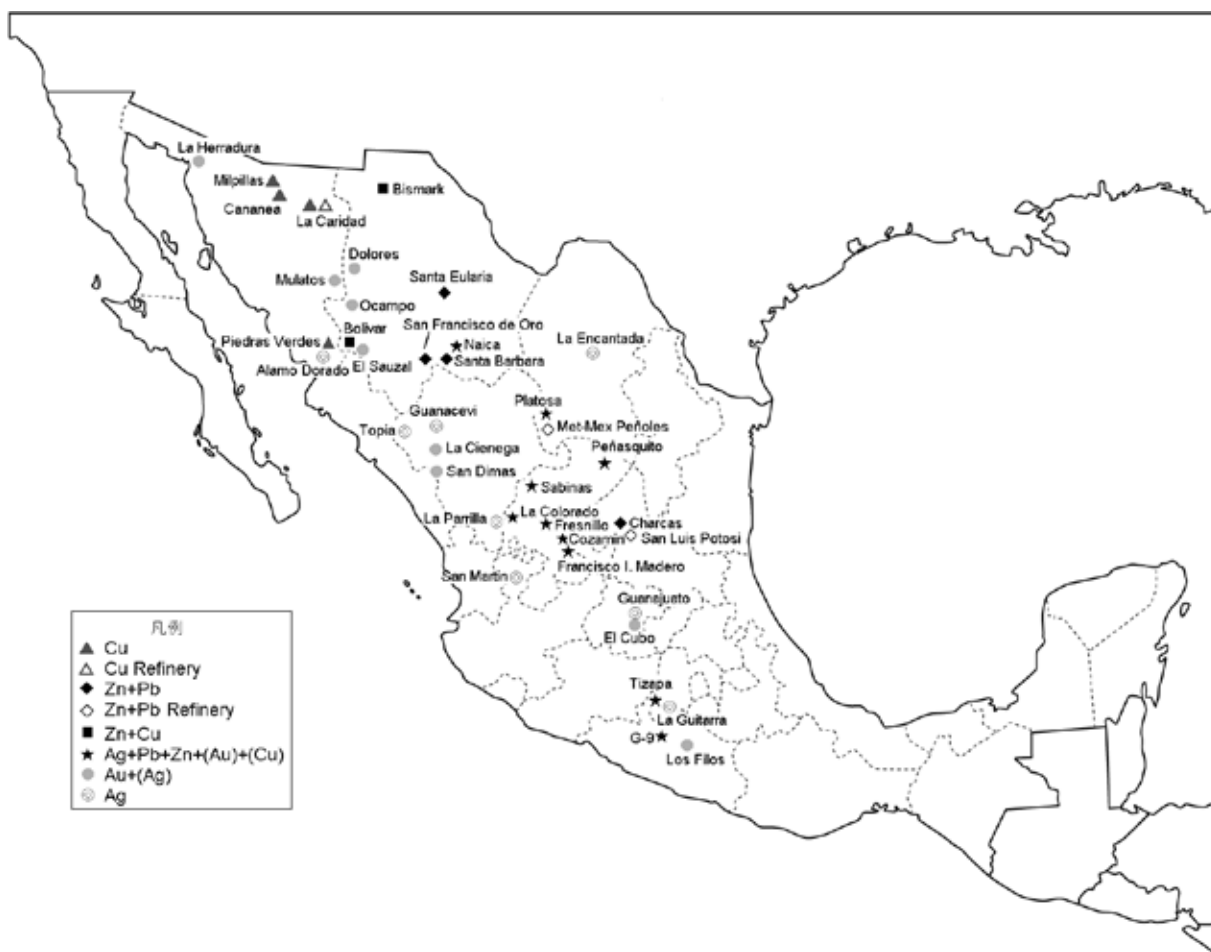 La Herradura
Milpillas
Bismark
Cananea
La Caridad
Dolores
Mulatos
Santa Eularia
Ocampo
San Francisco de Oro
Bolivar
Piedras Verdes
Naica
La Encantada
El Sauzal
Santa Barbara
Alamo Dorado
Platosa
Guanacevi
Topia
Met-Mex Peñoles
La Cienega
Peñasquito
San Dimas
Sabinas
La Parrilla
La Colorado
Fresnillo
Charcas
Cozamin
San Luis Potosi
Francisco I. Madero
San Martin
Guanajuato
El Cubo
Tizapa
La Guitarra
G-9
Los Filos
凡例
Cu
Cu Refinery
Zn+Pb
Zn+Pb Refinery
Zn+Cu
Ag+Pb+Zn+(Au)+(Cu)
Au+(Ag)
Ag